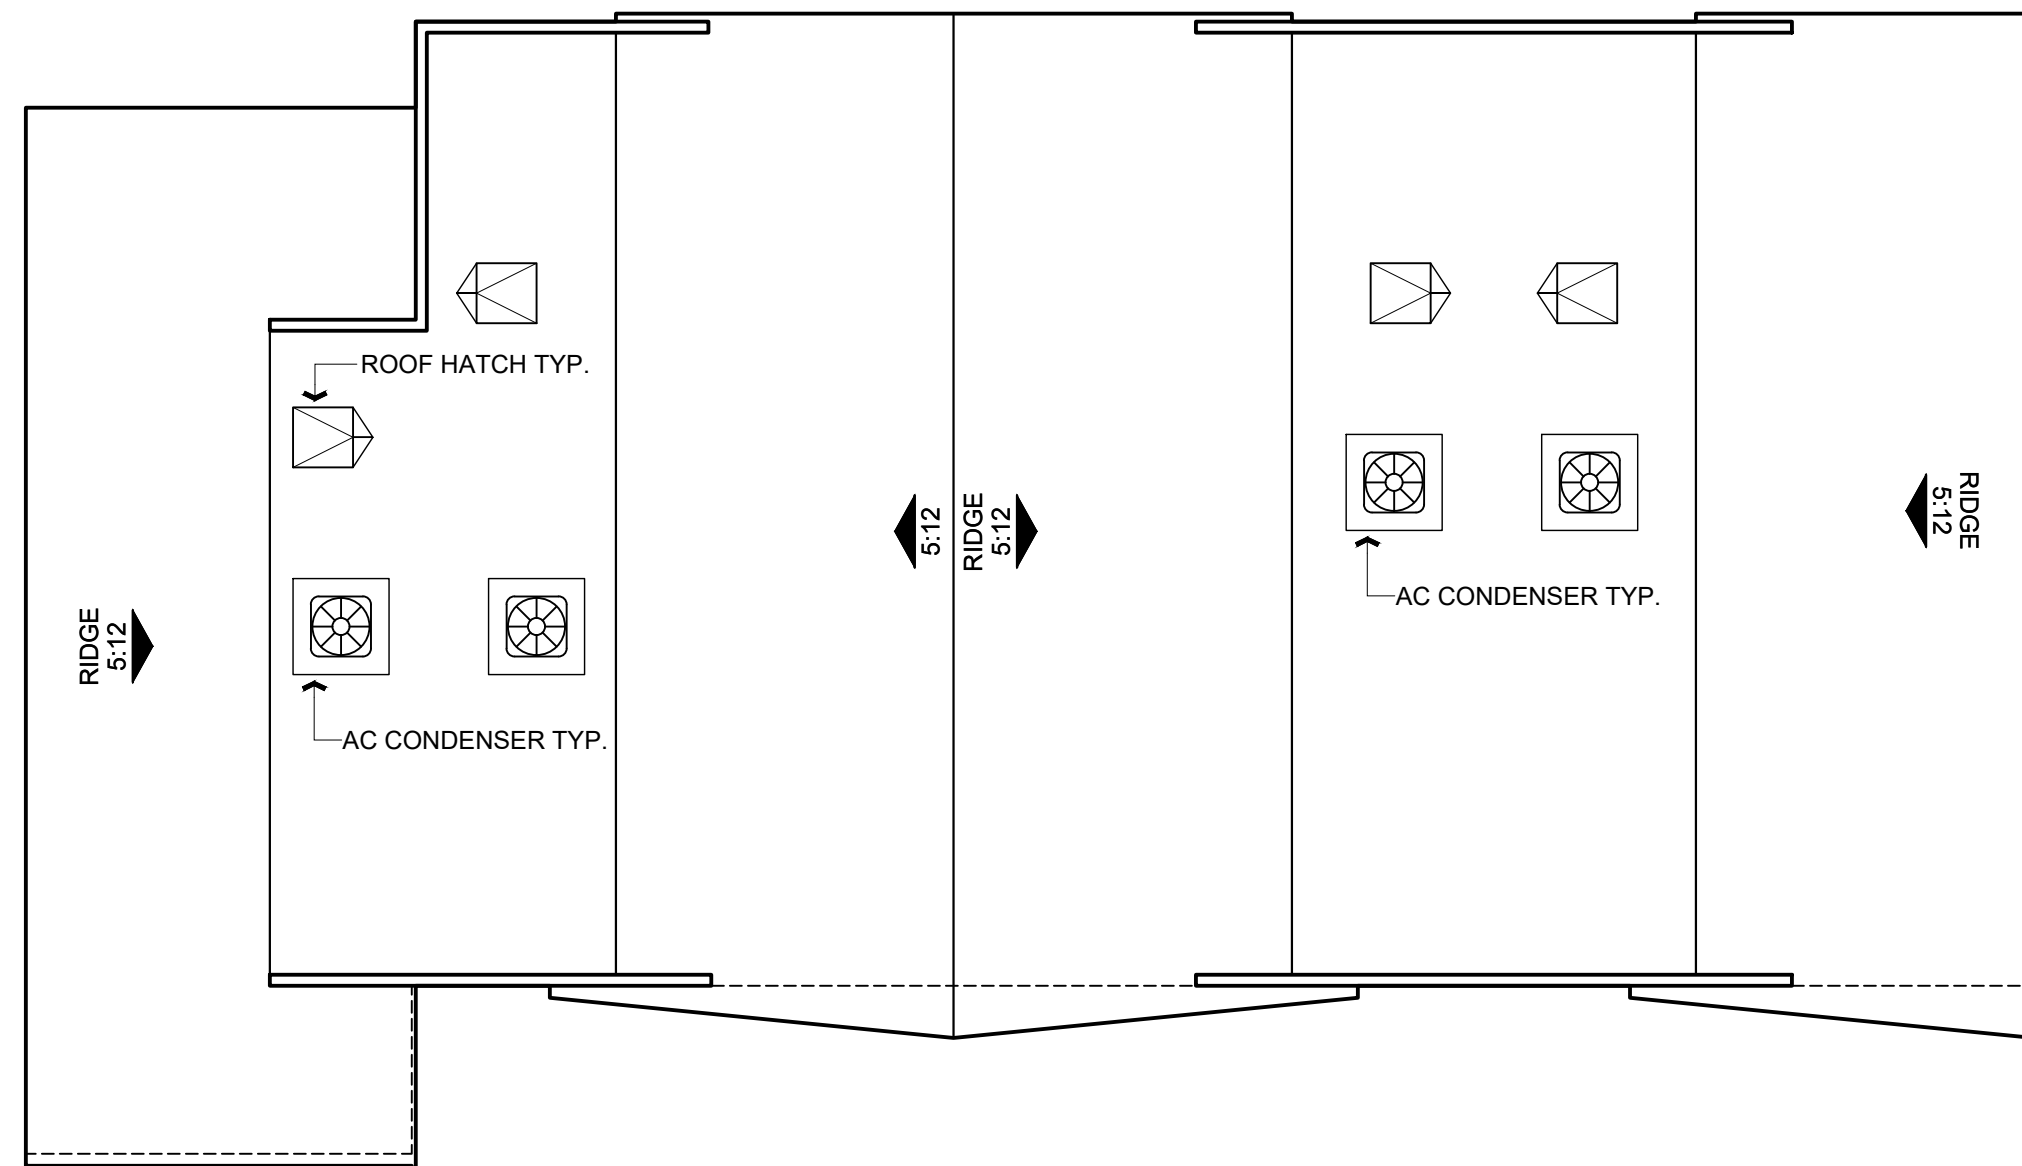 ROOF HATCH TYP.
RIDGE
5:12
AC CONDENSER TYP.
5:12
RIDGE
5:12
AC CONDENSER TYP.
RIDGE
5:12